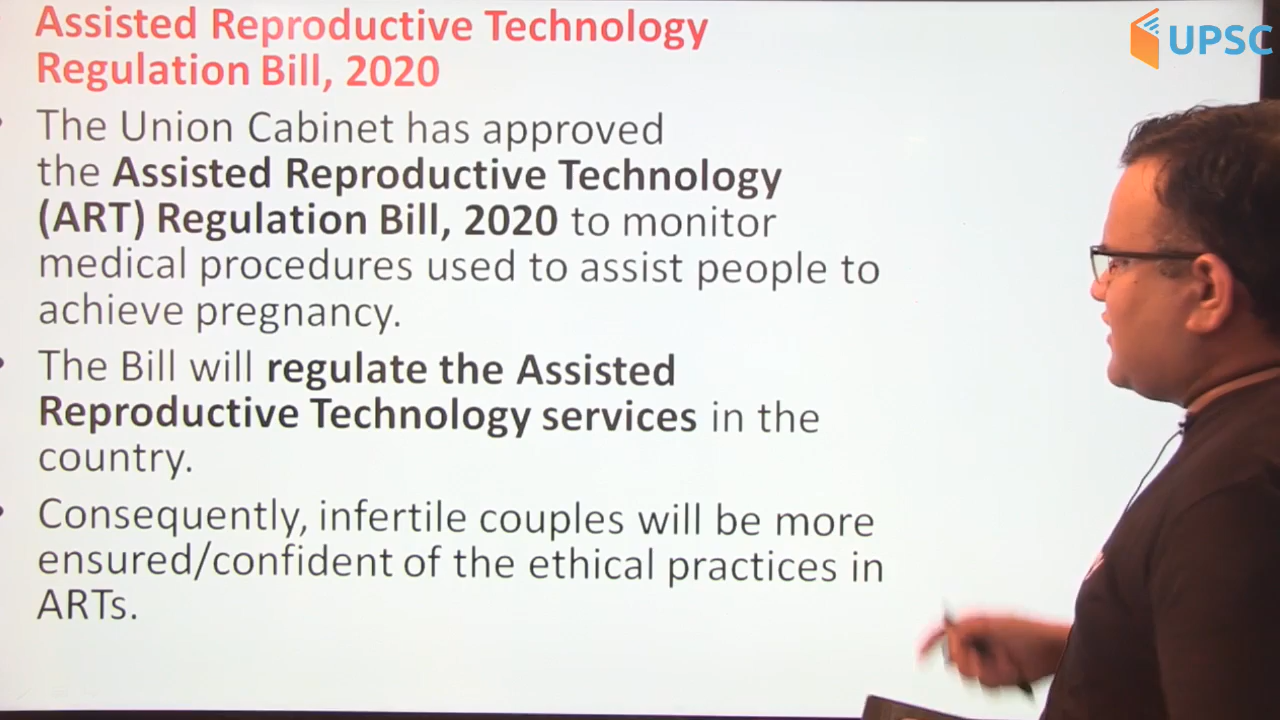 Assisted Reproductive Technology
Regulation Bill, 2020
UPSC
• The Union Cabinet has approved
the Assisted Reproductive Technology
(ART) Regulation Bill, 2020 to monitor
medical procedures used to assist people to
achieve pregnancy.
• The Bill will regulate the Assisted
Reproductive Technology services in the
country.
• Consequently, infertile couples will be more
ensured/confident of the ethical practices in
ARTs.